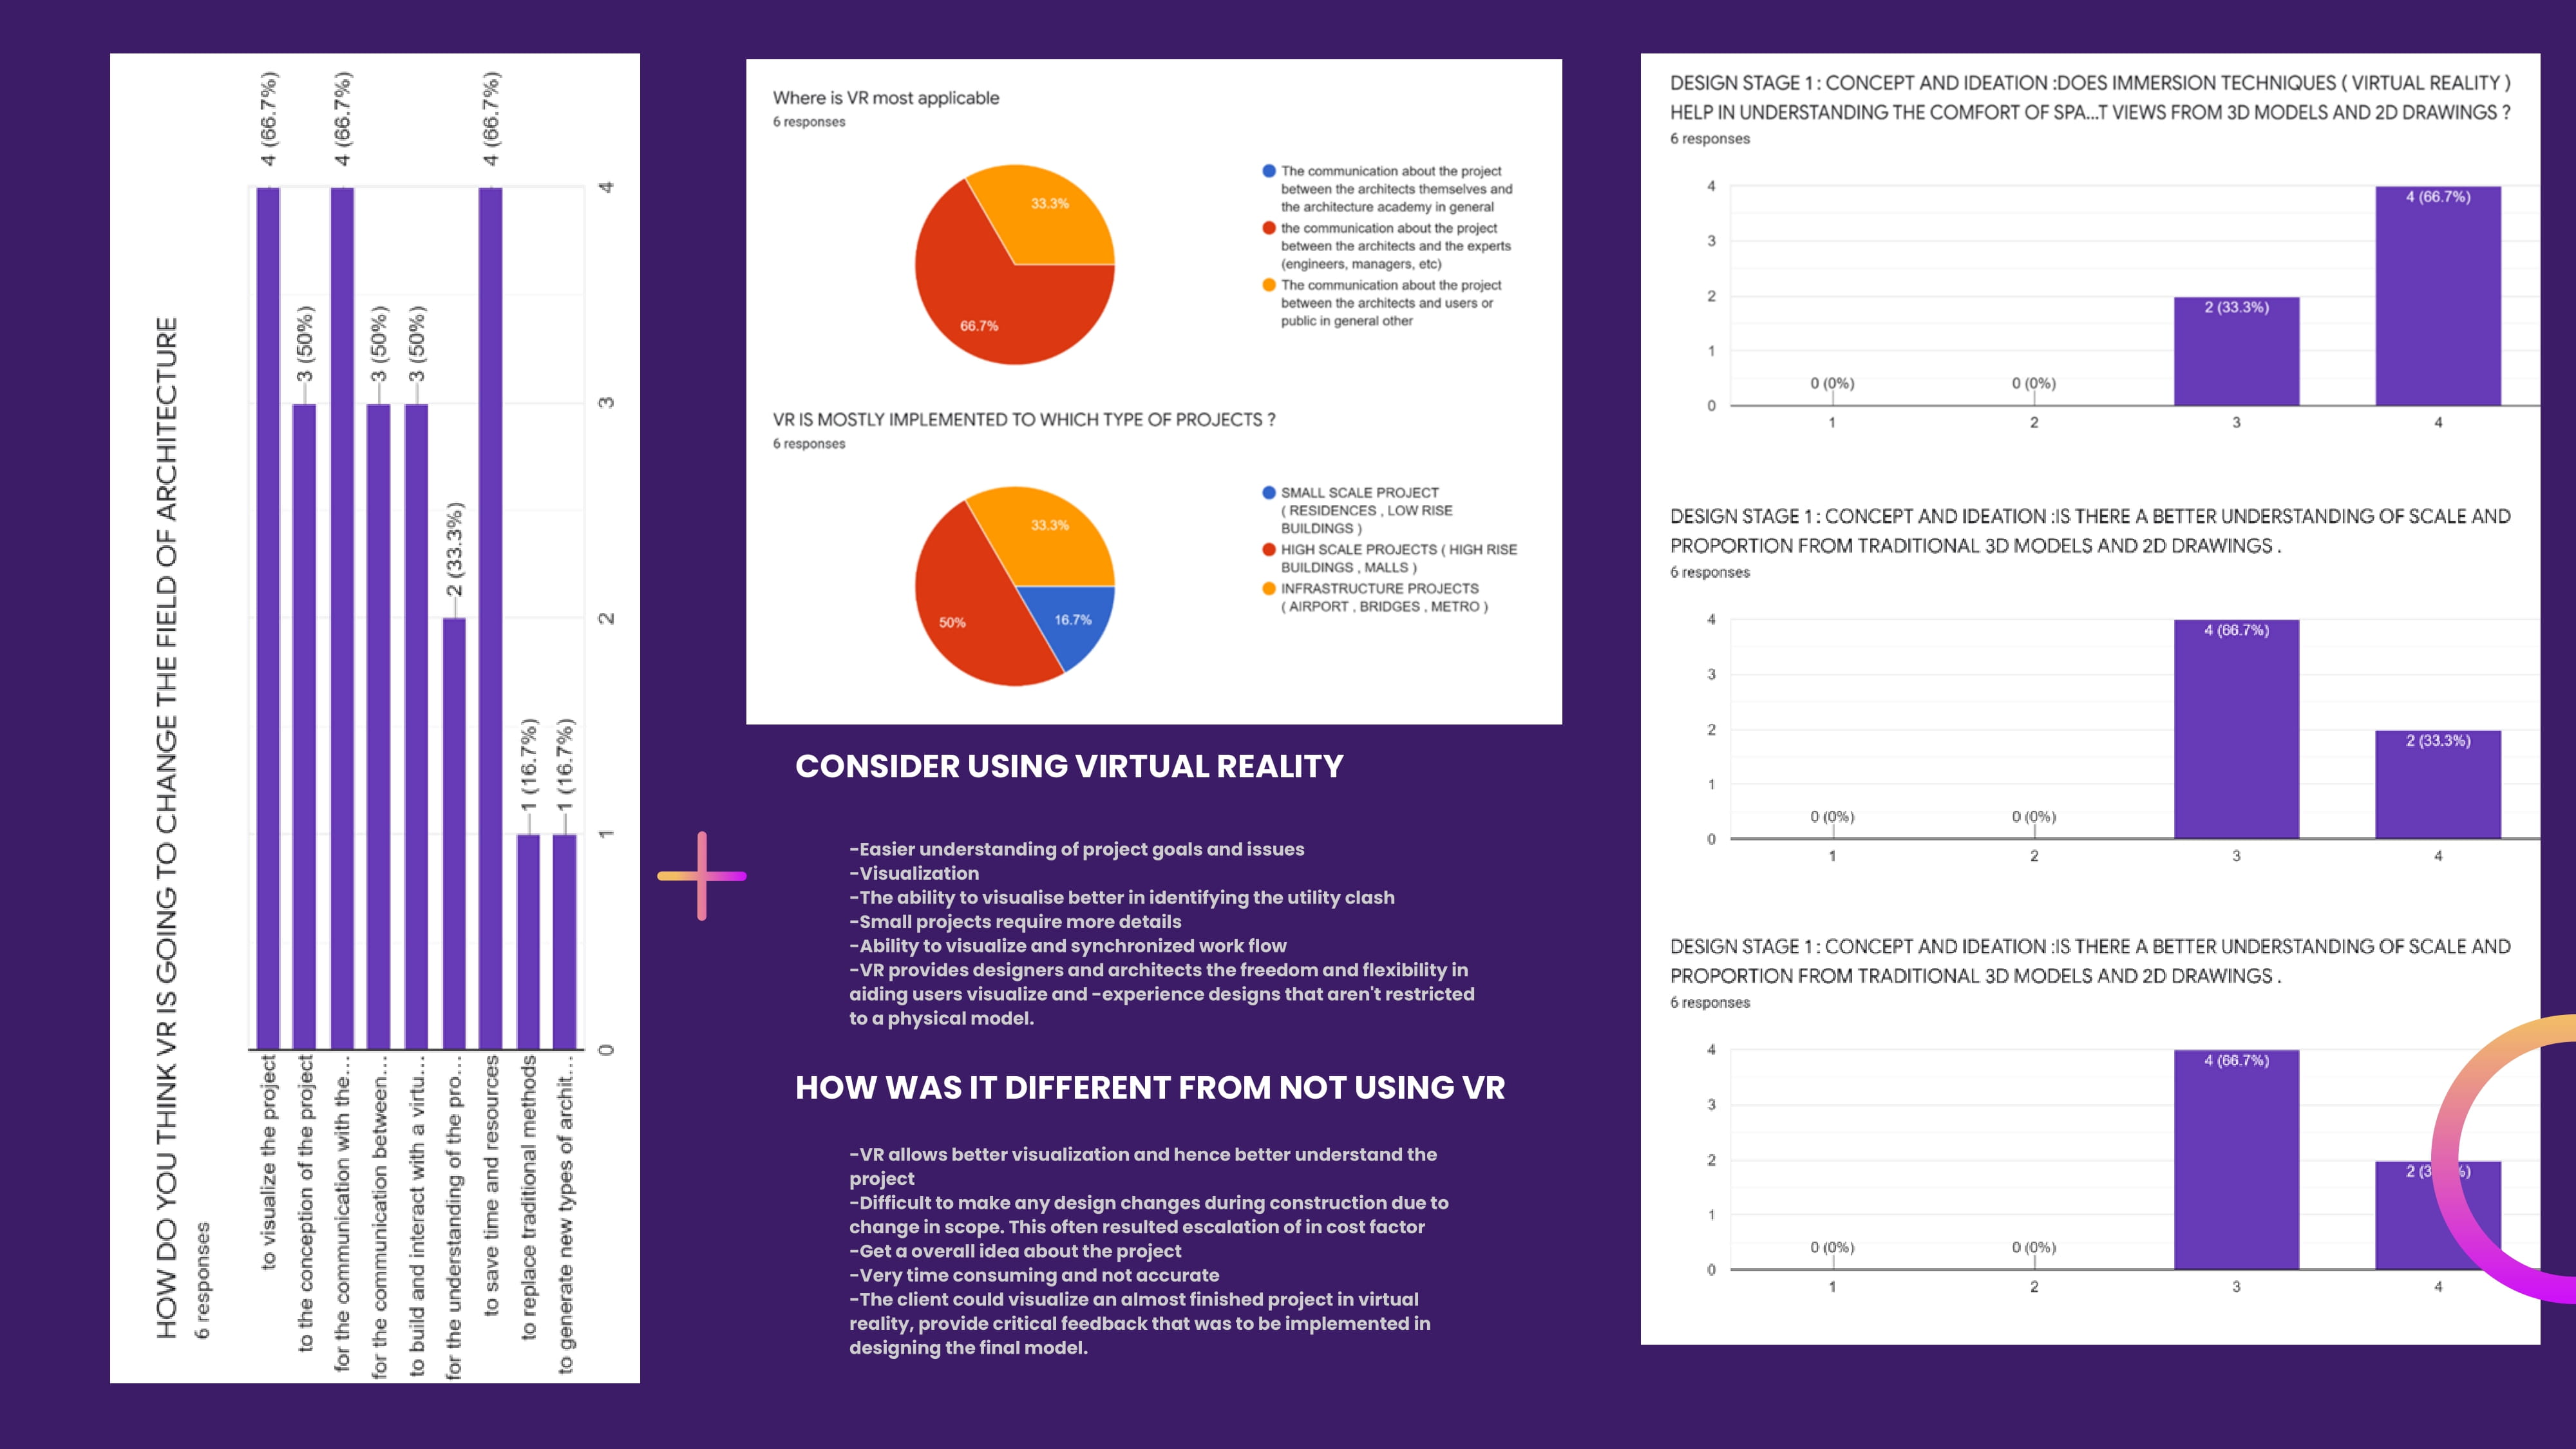 HOW DO YOU THINK VR IS GOING TO CHANGE THE FIELD OF ARCHITECTURE
6 responses
to visualize the project
4 (66.7%)
to the conception of the project
3 (50%)
for the communication with the...
4 (66.7%)
for the communication between...
3 (50%)
to build and interact with a virtu...
3 (50%)
for the understanding of the pro...
2 (33.3%)
to save time and resources
4 (66.7%)
to replace traditional methods
1 (16.7%)
to generate new types of archit...
1 (16.7%)
0 1 2 3 4
Where is VR most applicable
6 responses
33.3%
66.7%
The communication about the project
between the architects themselves and
the architecture academy in general
the communication about the project
between the architects and the experts
(engineers, managers, etc)
The communication about the project
between the architects and users or
public in general other
VR IS MOSTLY IMPLEMENTED TO WHICH TYPE OF PROJECTS ?
6 responses
33.3%
50%
16.7%
SMALL SCALE PROJECT
( RESIDENCES , LOW RISE
BUILDINGS )
HIGH SCALE PROJECTS ( HIGH RISE
BUILDINGS , MALLS )
INFRASTRUCTURE PROJECTS
( AIRPORT , BRIDGES , METRO )
CONSIDER USING VIRTUAL REALITY
-Easier understanding of project goals and issues
-Visualization
-The ability to visualise better in identifying the utility clash
-Small projects require more details
-Ability to visualize and synchronized work flow
-VR provides designers and architects the freedom and flexibility in
aiding users visualize and -experience designs that aren't restricted
to a physical model.
HOW WAS IT DIFFERENT FROM NOT USING VR
-VR allows better visualization and hence better understand the
project
-Difficult to make any design changes during construction due to
change in scope. This often resulted escalation of in cost factor
-Get a overall idea about the project
-Very time consuming and not accurate
-The client could visualize an almost finished project in virtual
reality, provide critical feedback that was to be implemented in
designing the final model.
DESIGN STAGE 1 : CONCEPT AND IDEATION :DOES IMMERSION TECHNIQUES ( VIRTUAL REALITY )
HELP IN UNDERSTANDING THE COMFORT OF SPA...T VIEWS FROM 3D MODELS AND 2D DRAWINGS ?
6 responses
4
3
2
1
0
0 (0%)
0 (0%)
2 (33.3%)
4 (66.7%)
1 2 3 4
DESIGN STAGE 1 : CONCEPT AND IDEATION :IS THERE A BETTER UNDERSTANDING OF SCALE AND
PROPORTION FROM TRADITIONAL 3D MODELS AND 2D DRAWINGS .
6 responses
4
3
2
1
0
0 (0%)
0 (0%)
4 (66.7%)
2 (33.3%)
1 2 3 4
DESIGN STAGE 1 : CONCEPT AND IDEATION :IS THERE A BETTER UNDERSTANDING OF SCALE AND
PROPORTION FROM TRADITIONAL 3D MODELS AND 2D DRAWINGS .
6 responses
4
3
2
1
0
0 (0%)
0 (0%)
4 (66.7%)
2
1 2 3 4